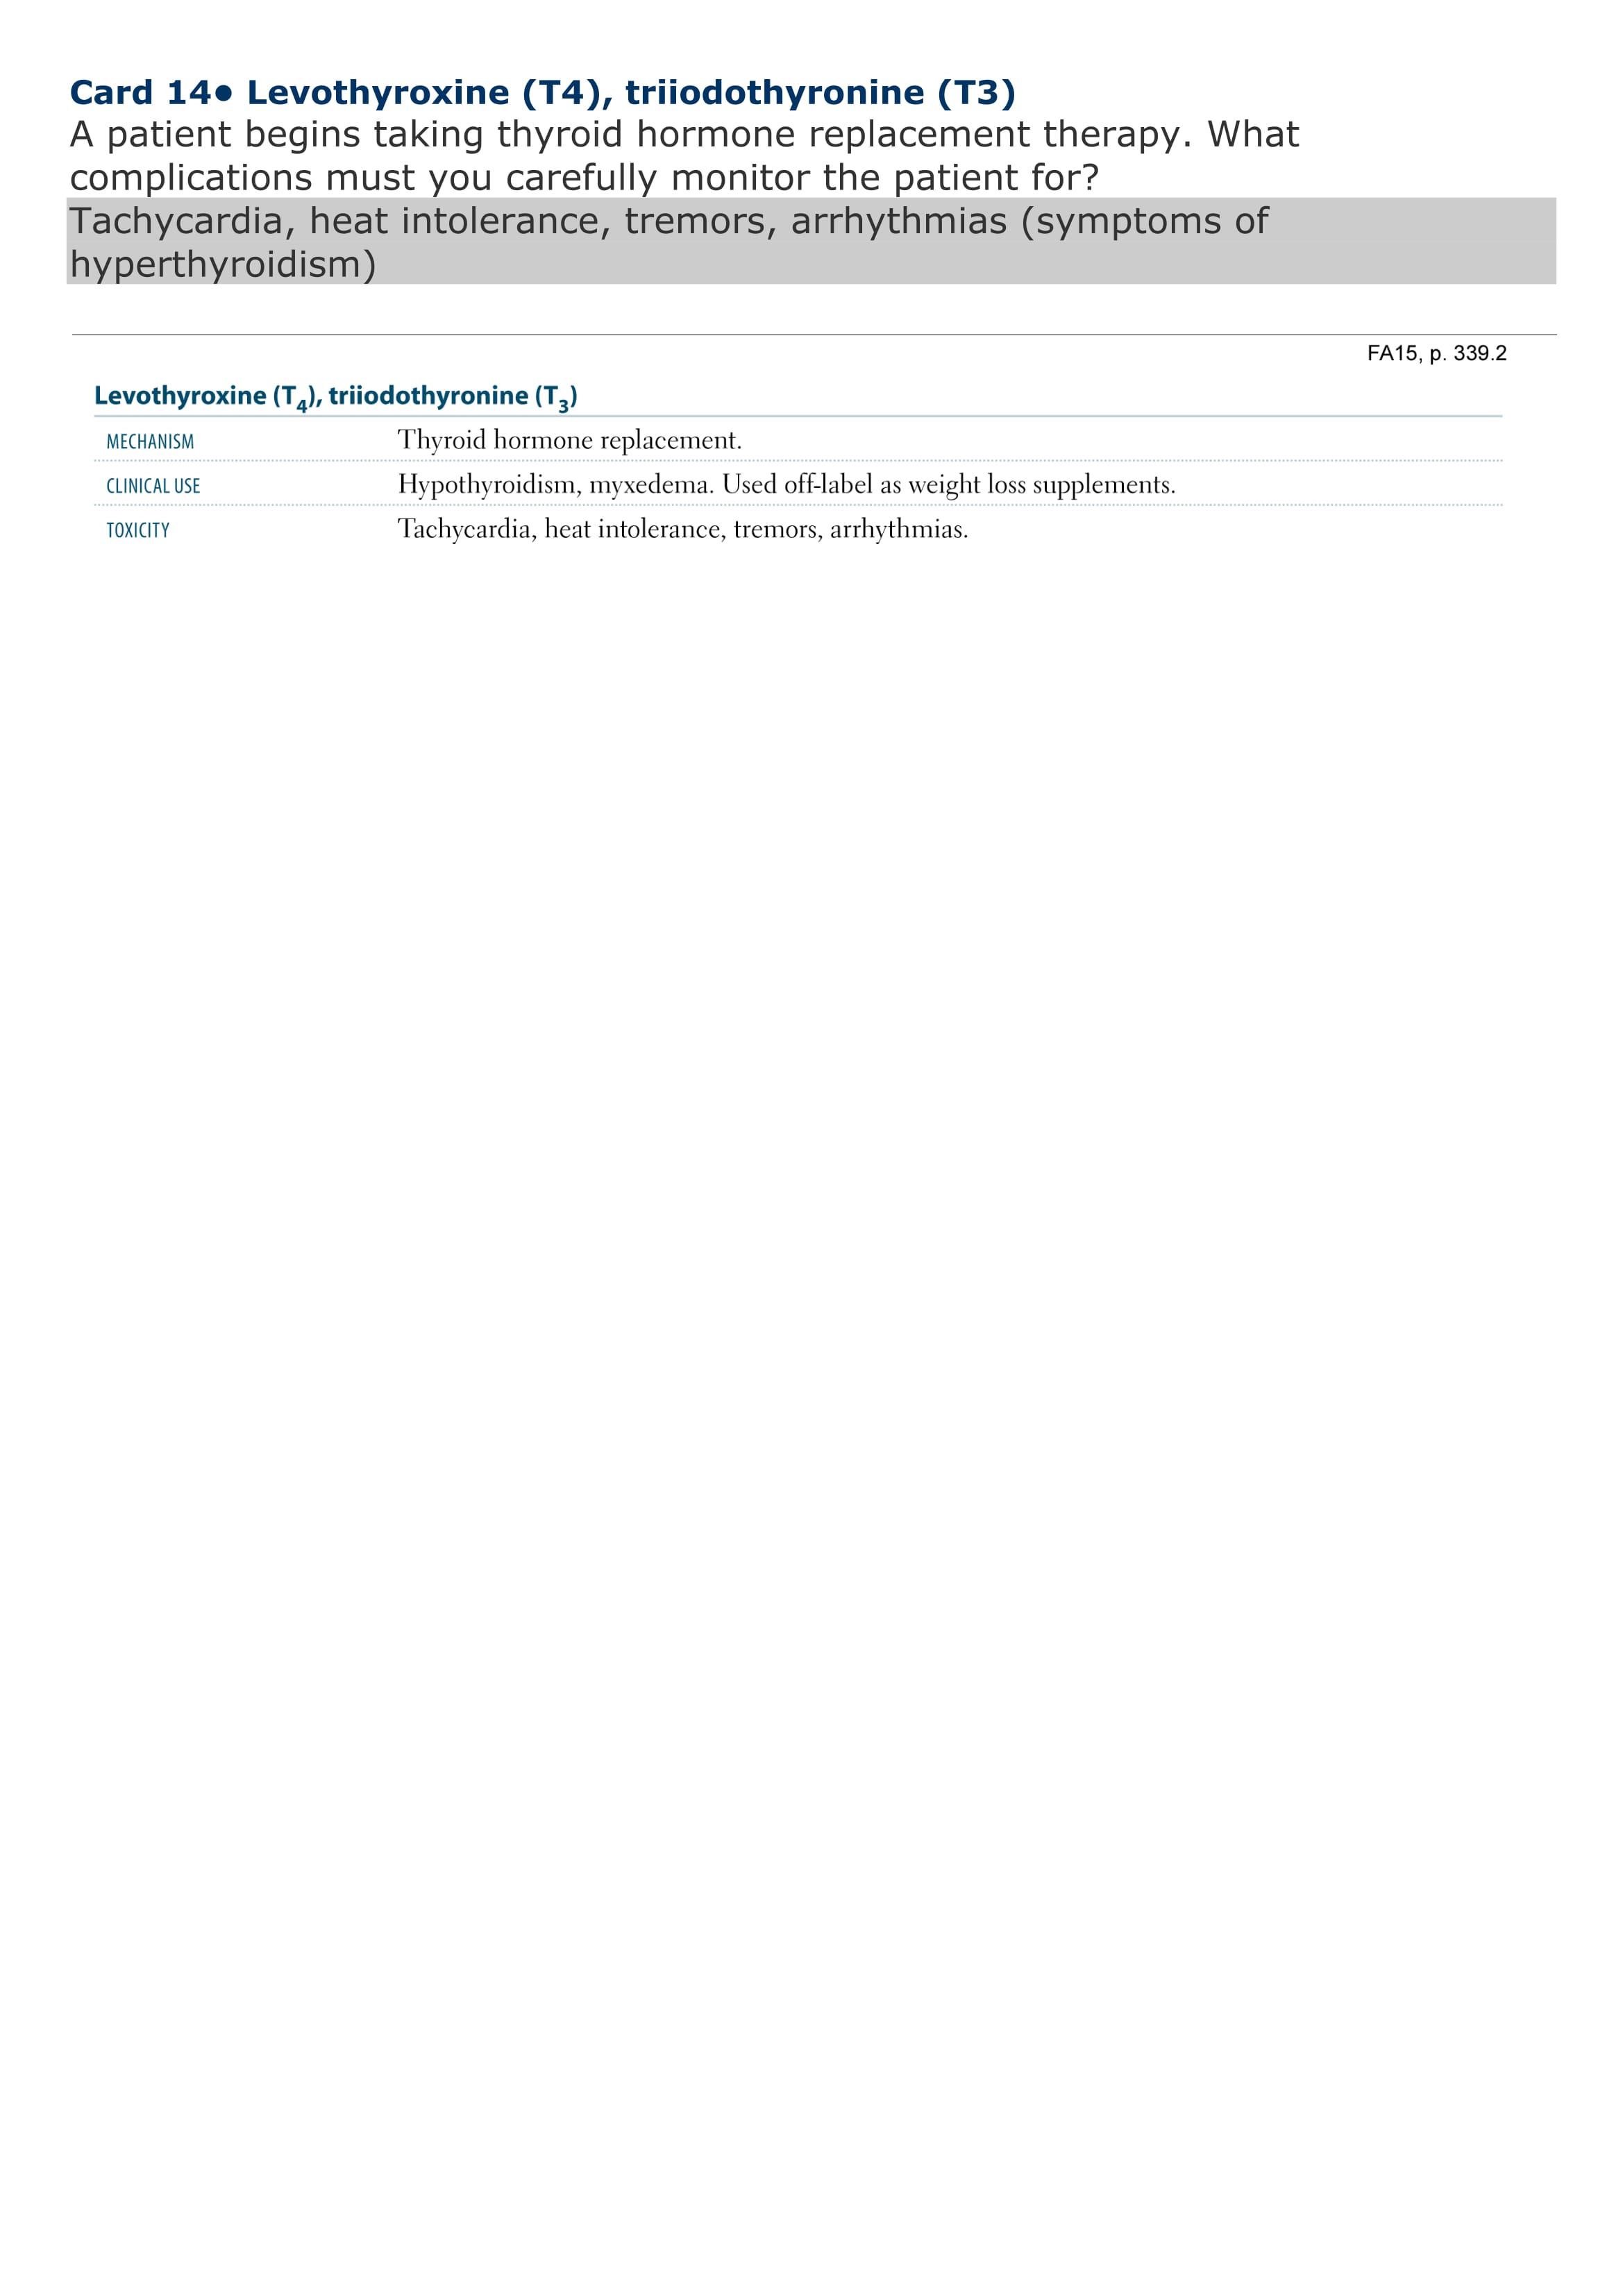 Card 14● Levothyroxine (T4), triiodothyronine (T3)
A patient begins taking thyroid hormone replacement therapy. What
complications must you carefully monitor the patient for?
Tachycardia, heat intolerance, tremors, arrhythmias (symptoms of
hyperthyroidism)
FA15, p. 339.2
Levothyroxine (T4), triiodothyronine (T3)
MECHANISM Thyroid hormone replacement.
CLINICAL USE Hypothyroidism, myxedema. Used off-label as weight loss supplements.
TOXICITY Tachycardia, heat intolerance, tremors, arrhythmias.